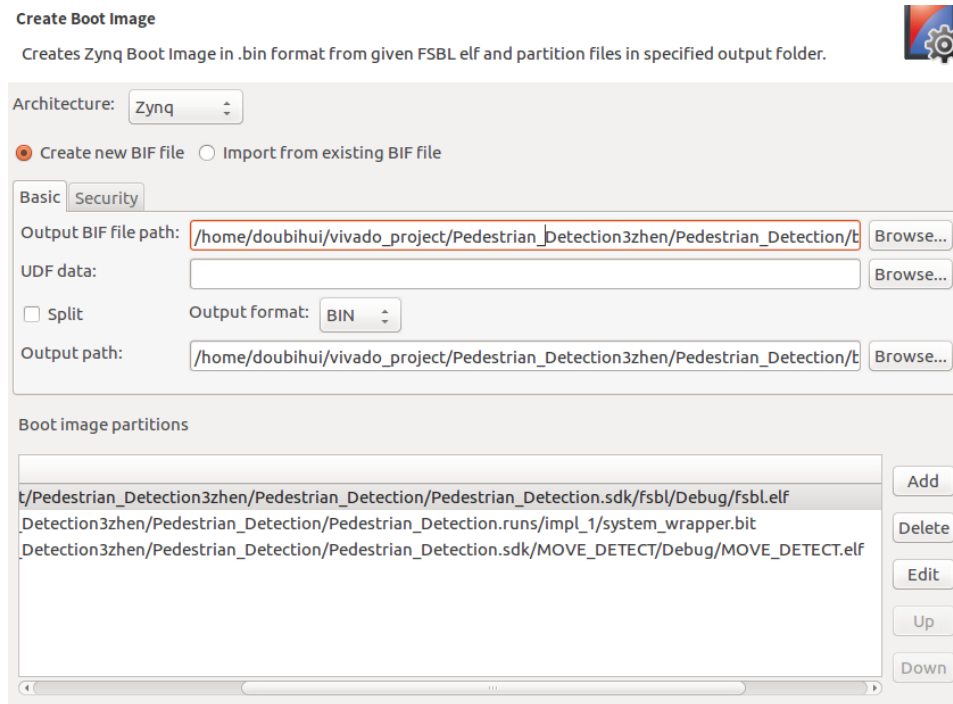 Create Boot Image
Creates Zynq Boot Image in .bin format from given FSBL elf and partition files in specified output folder.
Architecture: Zynq
Create new BIF file Import from existing BIF file
Basic Security
Output BIF file path: /home/doubihui/vivado_project/Pedestrian_Detection3zhen/Pedestrian_Detection/b Browse...
UDF data: Browse...
Split Output format: BIN
Output path: /home/doubihui/vivado_project/Pedestrian_Detection3zhen/Pedestrian_Detection/b Browse...
Boot image partitions
Add
t/Pedestrian_Detection3zhen/Pedestrian_Detection/Pedestrian_Detection.sdk/fsbl/Debug/fsbl.elf
_Detection3zhen/Pedestrian_Detection/Pedestrian_Detection.runs/impl_1/system_wrapper.bit Delete
_Detection3zhen/Pedestrian_Detection/Pedestrian_Detection.sdk/MOVE_DETECT/Debug/MOVE_DETECT.elf
Edit
Up
Down